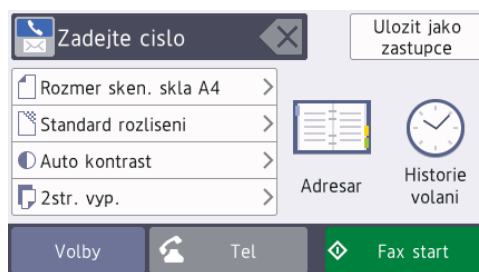 Zadejte cislo
Ulozit jako
zastupce
Rozmer sken. skla A4
Standard rozliseni
Auto kontrast
2str. vyp.
Adresar
Historie
volani
Volby
Tel
Fax start